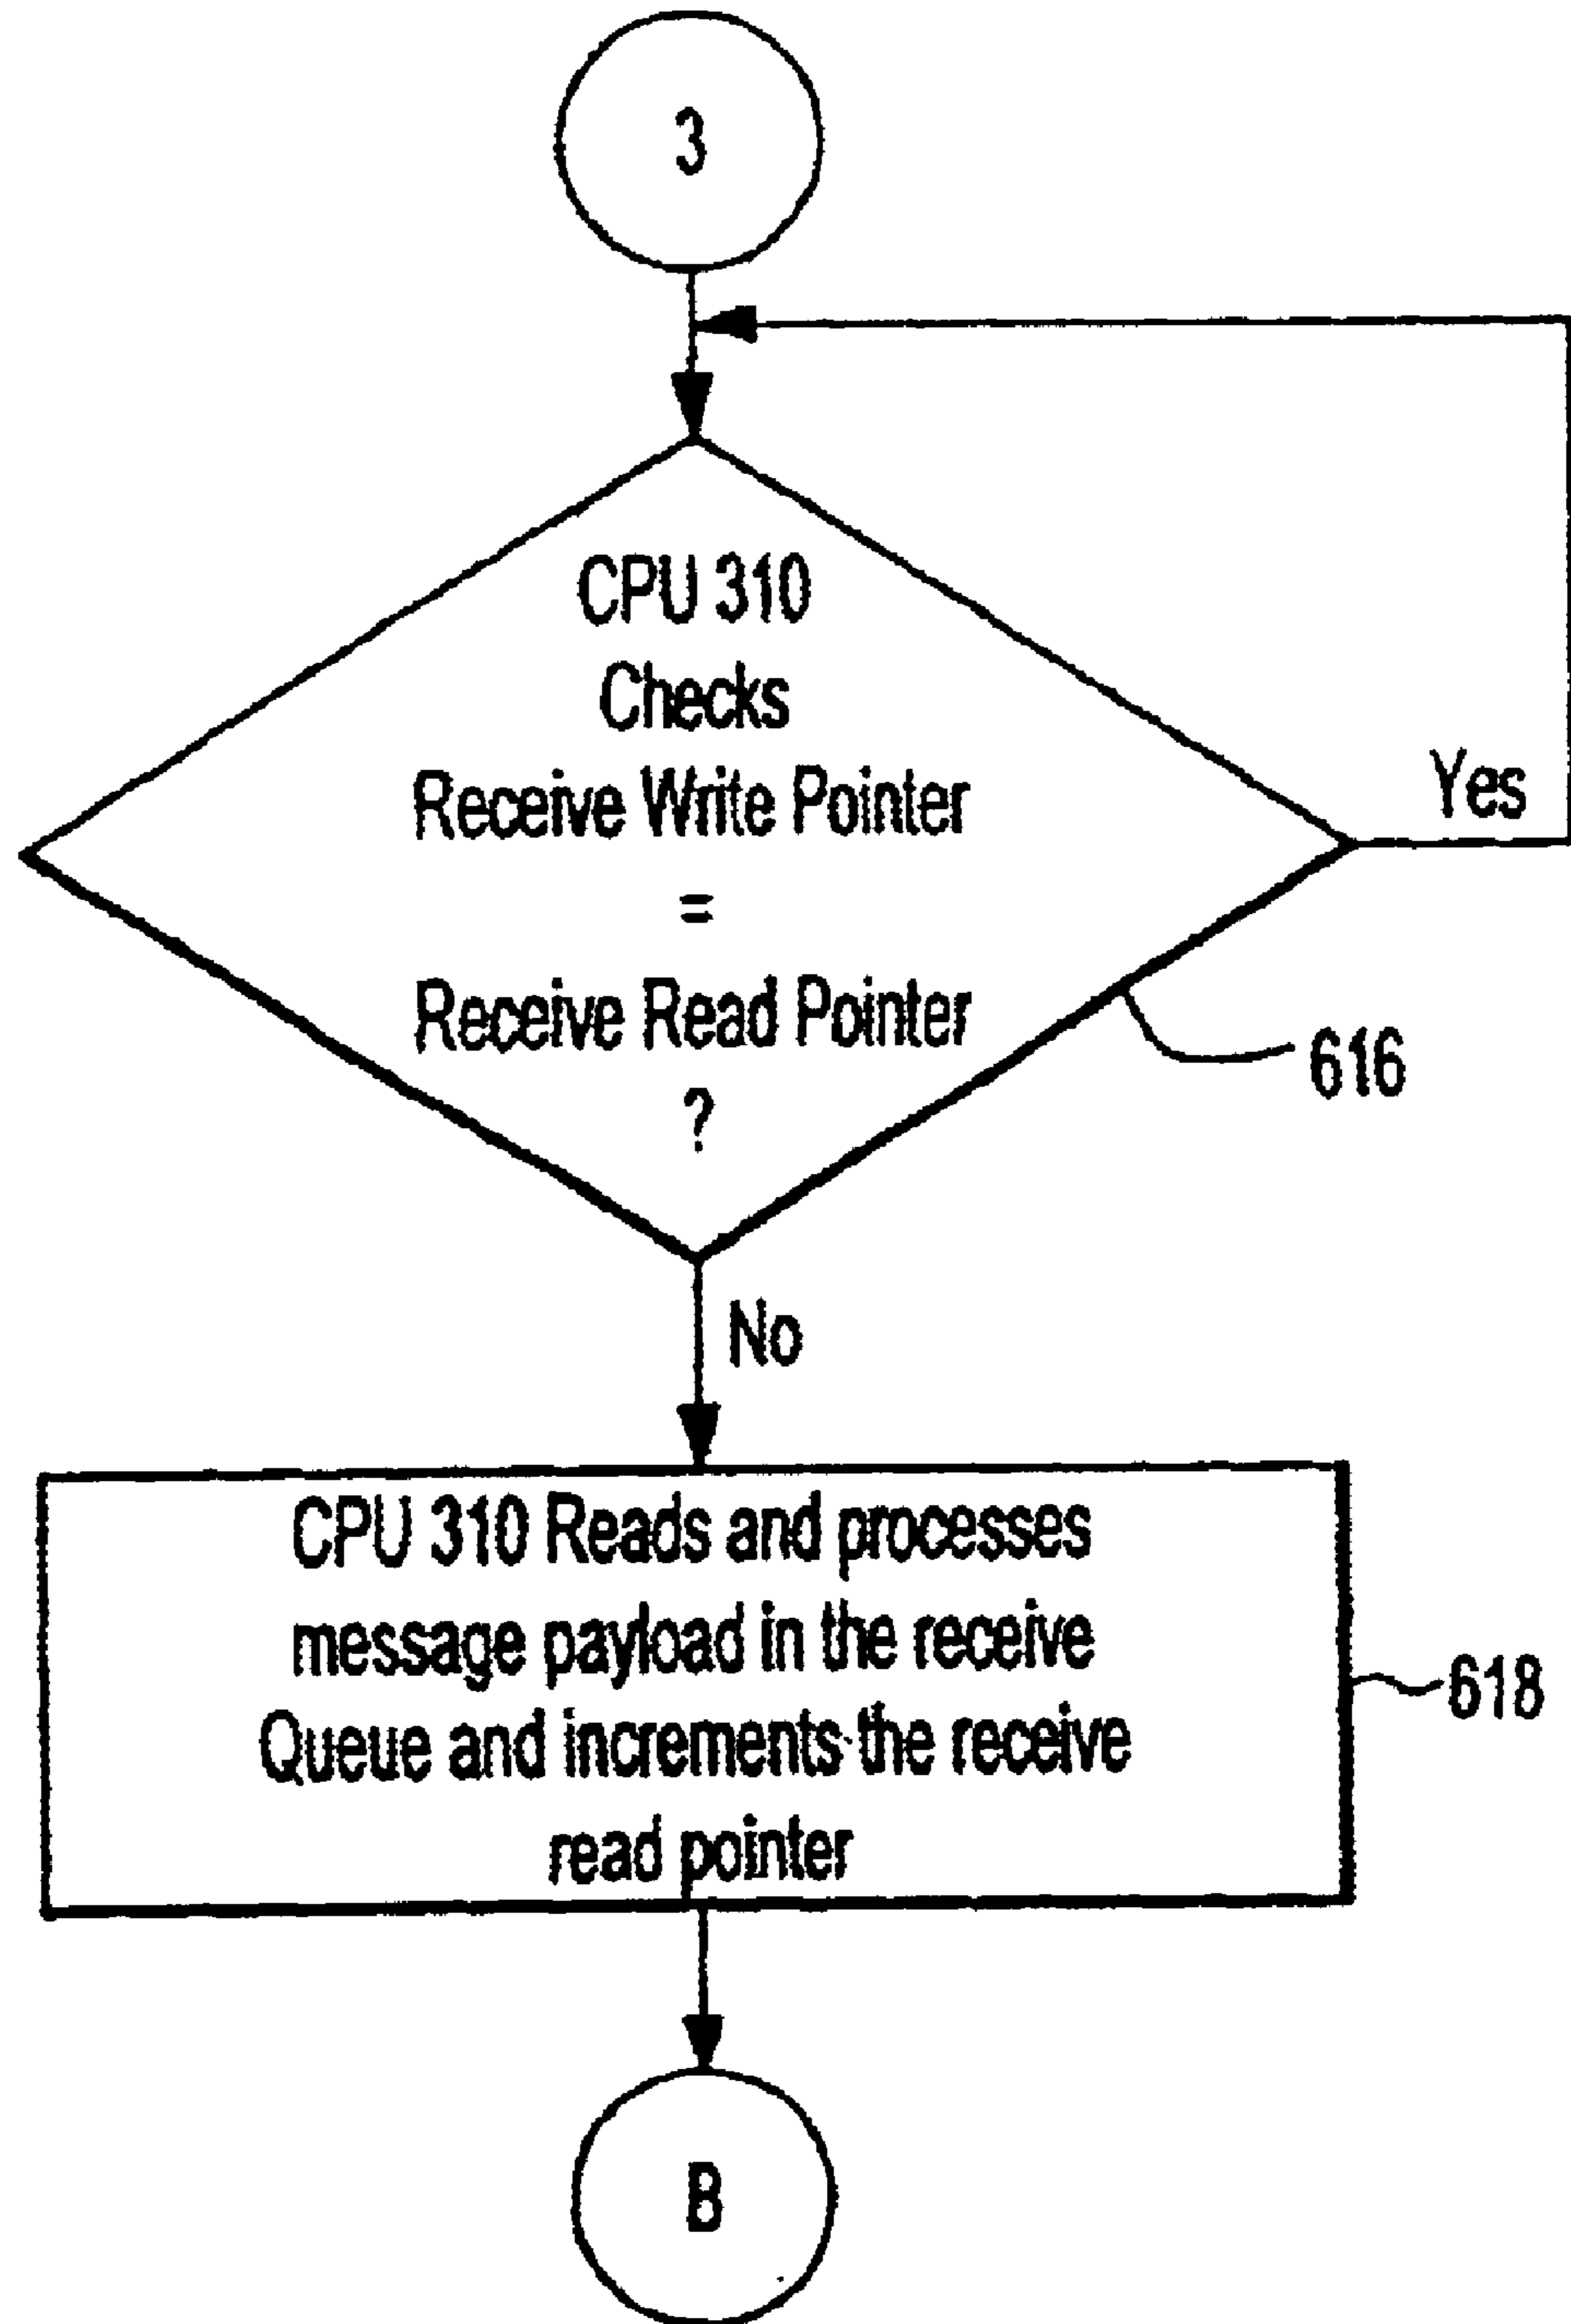 3
CPU 310
Checks
Receive Write Pointer
=
Receive Read Pointer
?
Yes
616
No
CPU 310 Reads and processes
message payload in the receive
Queue and increments the receive
read pointer
618
B